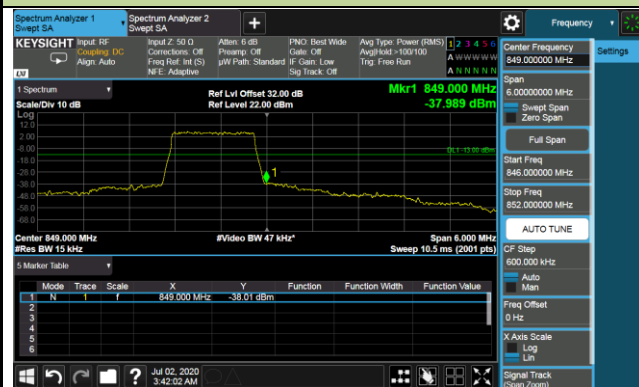 Spectrum Analyzer 1
Swept SA
Spectrum Analyzer 2
Swept SA
+
Frequency
KEYSIGHT
Input: RF
Coupling: DC
Align: Auto
Input Z: 50 Ω
Corrections: Off
Freq Ref: Int (S)
NFE: Adaptive
Atten: 6 dB
Preamp: Off
µW Path: Standard
PNO: Best Wide
Gate: Off
IF Gain: Low
Sig Track: Off
Avg Type: Power (RMS)
Avg|Hold:>100/100
Trig: Free Run
1 2 3 4 5 6
A W W W W W
A N N N N N
LXI
Center Frequency
849.000000 MHz
Settings
Span
6.00000000 MHz
Swept Span
Zero Span
Full Span
Start Freq
846.000000 MHz
Stop Freq
852.000000 MHz
AUTO TUNE
CF Step
600.000 kHz
Auto
Man
Freq Offset
0 Hz
X Axis Scale
Log
Lin
Signal Track
(Span Zoom)
1 Spectrum
Scale/Div 10 dB
Ref Lvl Offset 32.00 dB
Ref Level 22.00 dBm
Mkr1 849.000 MHz
-37.989 dBm
Log
12.0
2.00
-8.00
-18.0
-28.0
-38.0
-48.0
-58.0
-68.0
DL1 -13.00 dBm
1
Center 849.000 MHz
#Res BW 15 kHz
#Video BW 47 kHz*
Span 6.000 MHz
Sweep 10.5 ms (2001 pts)
5 Marker Table
Mode Trace Scale X Y Function Function Width Function Value
1 N 1 f 849.000 MHz -38.01 dBm
2
3
4
5
6
?
Jul 02, 2020
3:42:02 AM